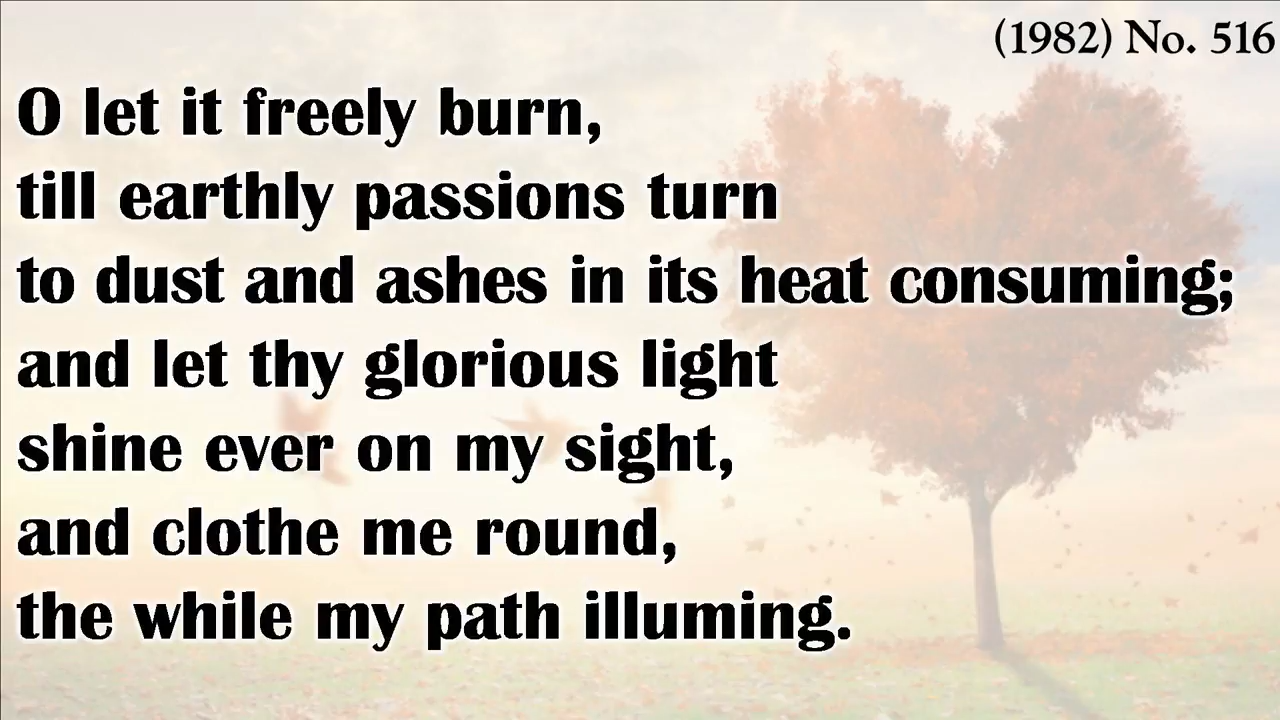 (1982) No. 516
O let it freely burn,
till earthly passions turn
to dust and ashes in its heat consuming;
and let thy glorious light
shine ever on my sight,
and clothe me round,
the while my path illuming.